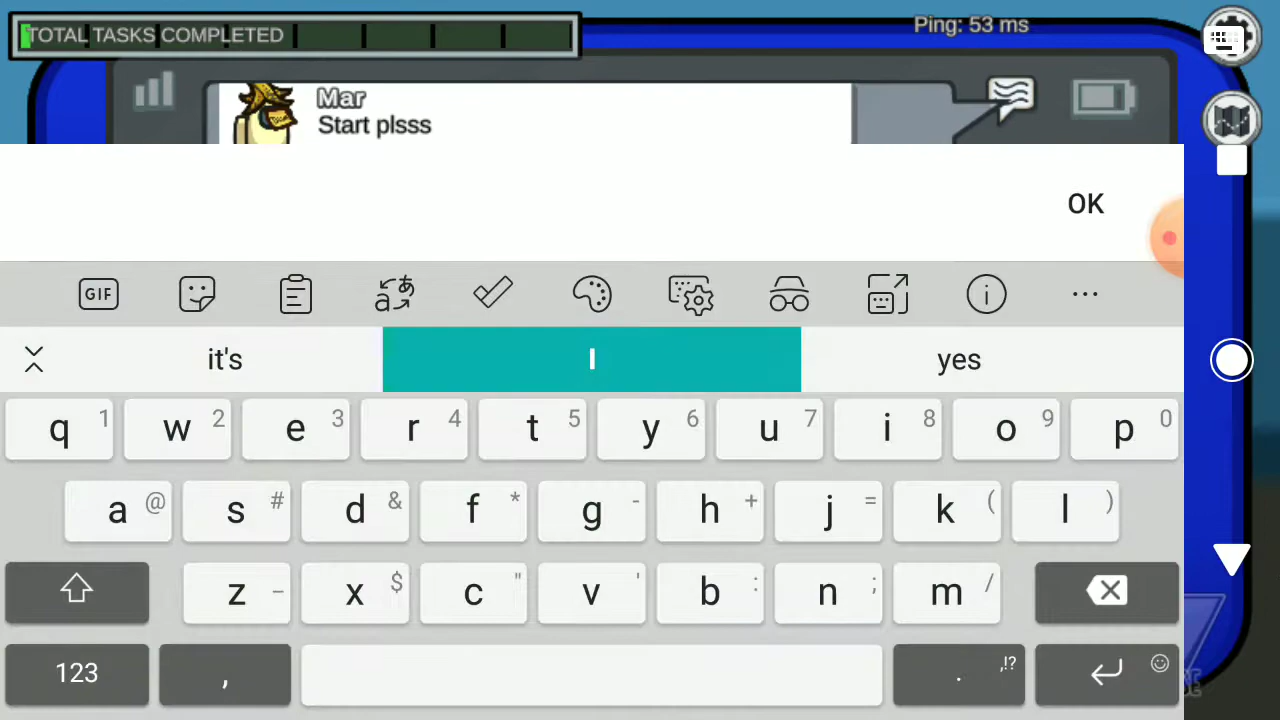 TOTAL TASKS COMPLETED
Ping: 53 ms
Mar
Start plsss
OK
GIF
it's I yes
q 1 w 2 e 3 r 4 t 5 y 6 u 7 i 8 o 9 p 0
a @ s # d & f * g - h + j = k ( l )
z – x $ c " v ' b : n ; m /
123 , . ,!?